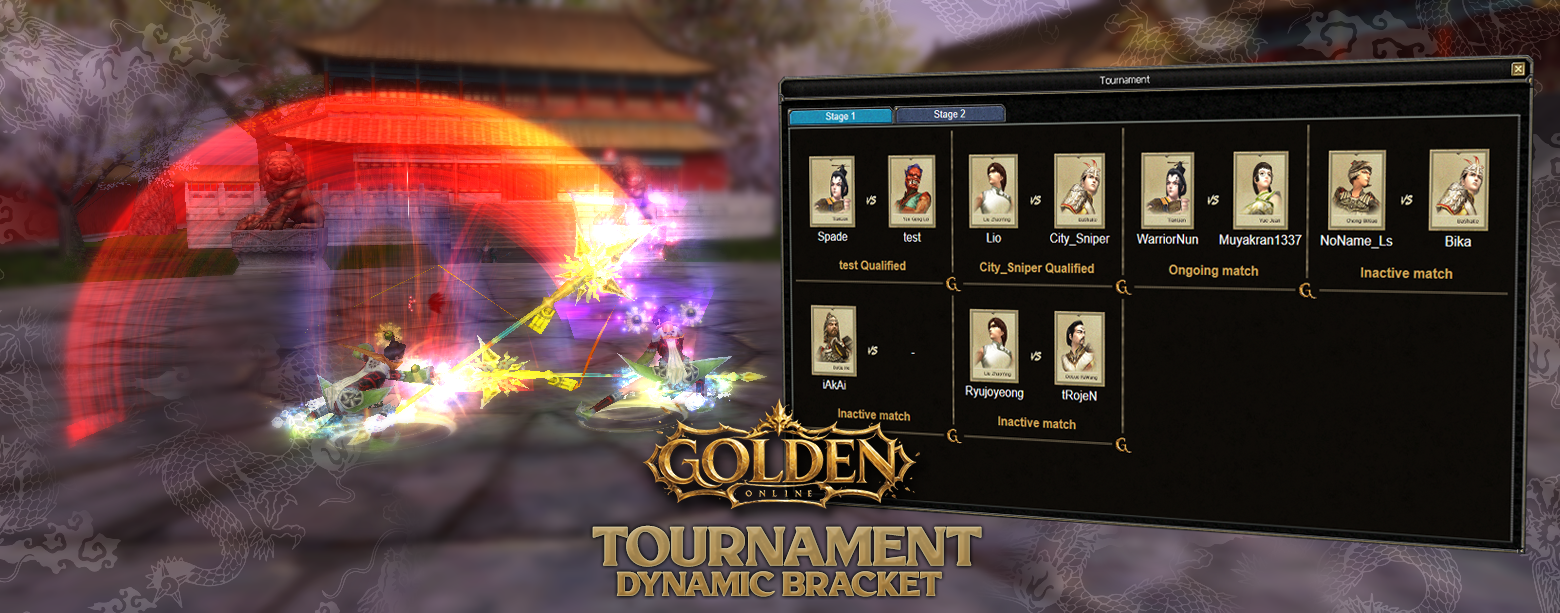 Tournament
Stage 1
Stage 2
vs
vs
vs
vs
Spade
test
Lio
City_Sniper
WarriorNun
Muyakran1337
NoName_Ls
Bika
test Qualified
City_Sniper Qualified
Ongoing match
Inactive match
vs
-
vs
iAkAi
Ryujoyeong
tRojeN
Inactive match
Inactive match
GOLDEN
ONLINE
TOURNAMENT
DYNAMIC BRACKET